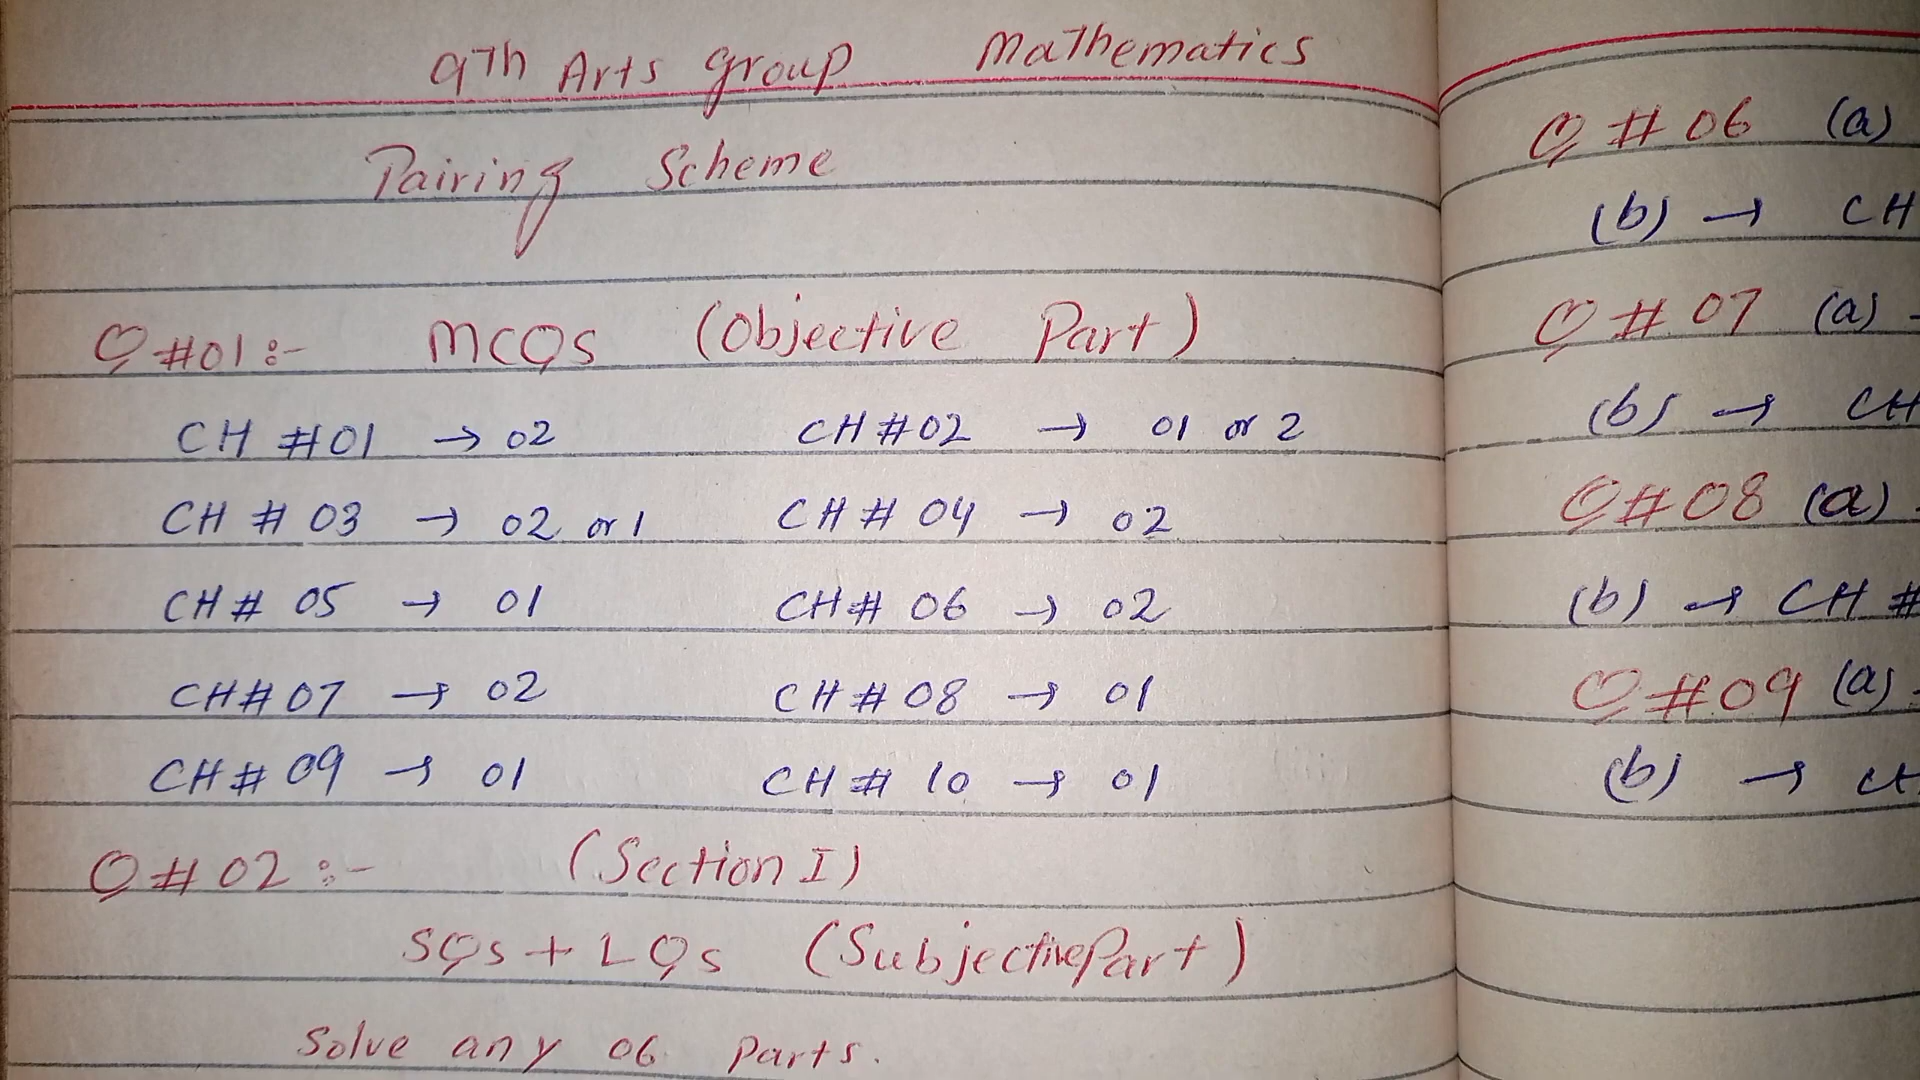 9Th Arts group Mathematics
Pairing Scheme
Q #01:- MCQs (Objective Part)
CH #01 → 02 CH #02 → 01 or 2
CH # 03 → 02 or 1 CH # 04 → 02
CH # 05 → 01 CH # 06 → 02
CH # 07 → 02 CH # 08 → 01
CH # 09 → 01 CH # 10 → 01
Q # 02:- (Section I)
SQs + LQs (Subjective Part)
Solve any 06 Parts.
Q # 06 (a)
(b) → CH
Q # 07 (a) -
(b) → CH
Q # 08 (a) -
(b) → CH #
Q # 09 (a) -
(b) → CH